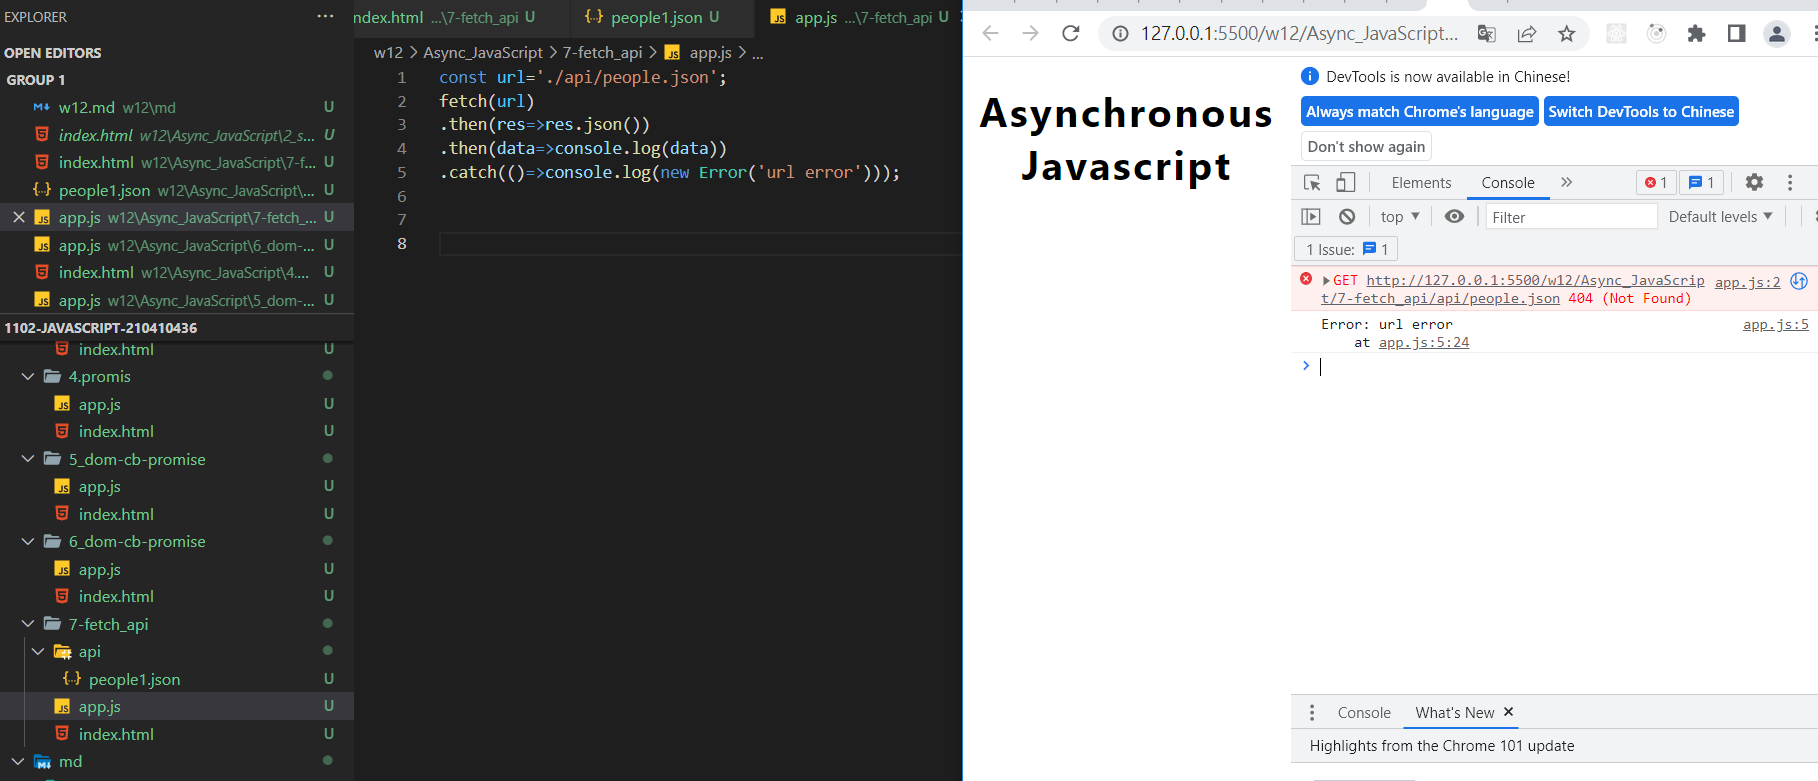 EXPLORER
···
OPEN EDITORS
GROUP 1
w12.md w12\md U
index.html w12\Async_JavaScript\2_s... U
index.html w12\Async_JavaScript\7-f... U
people1.json w12\Async_JavaScript\... U
app.js w12\Async_JavaScript\7-fetch_... U
app.js w12\Async_JavaScript\6_dom-... U
index.html w12\Async_JavaScript\4.... U
app.js w12\Async_JavaScript\5_dom-... U
1102-JAVASCRIPT-210410436
index.html U
4.promis
app.js U
index.html U
5_dom-cb-promise
app.js U
index.html U
6_dom-cb-promise
app.js U
index.html U
7-fetch_api
api
people1.json U
app.js U
index.html U
md
ndex.html ...\7-fetch_api U
people1.json U
app.js ...\7-fetch_api U
w12 > Async_JavaScript > 7-fetch_api > app.js > ...
1 const url='./api/people.json';
2 fetch(url)
3 .then(res=>res.json())
4 .then(data=>console.log(data))
5 .catch(()=>console.log(new Error('url error')));
6
7
8
127.0.0.1:5500/w12/Async_JavaScript...
Asynchronous
Javascript
DevTools is now available in Chinese!
Always match Chrome's language
Switch DevTools to Chinese
Don't show again
Elements
Console
1
1
top
Filter
Default levels
1 Issue: 1
GET http://127.0.0.1:5500/w12/Async_JavaScrip app.js:2
t/7-fetch_api/api/people.json 404 (Not Found)
Error: url error app.js:5
at app.js:5:24
Console
What's New
Highlights from the Chrome 101 update